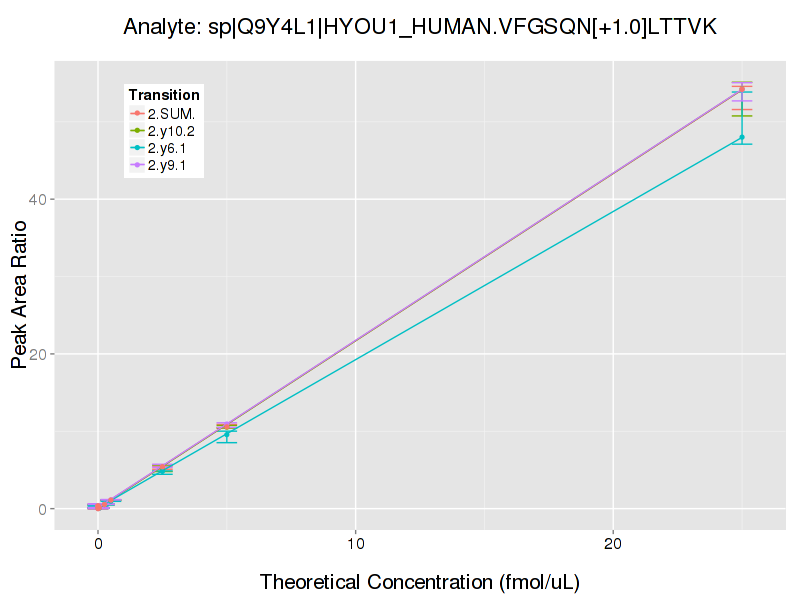 Analyte: sp|Q9Y4L1|HYOU1_HUMAN.VFGSQN[+1.0]LTTVK
Transition
2.SUM.
2.y10.2
2.y6.1
2.y9.1
40
20
0
Peak Area Ratio
0 10 20
Theoretical Concentration (fmol/uL)